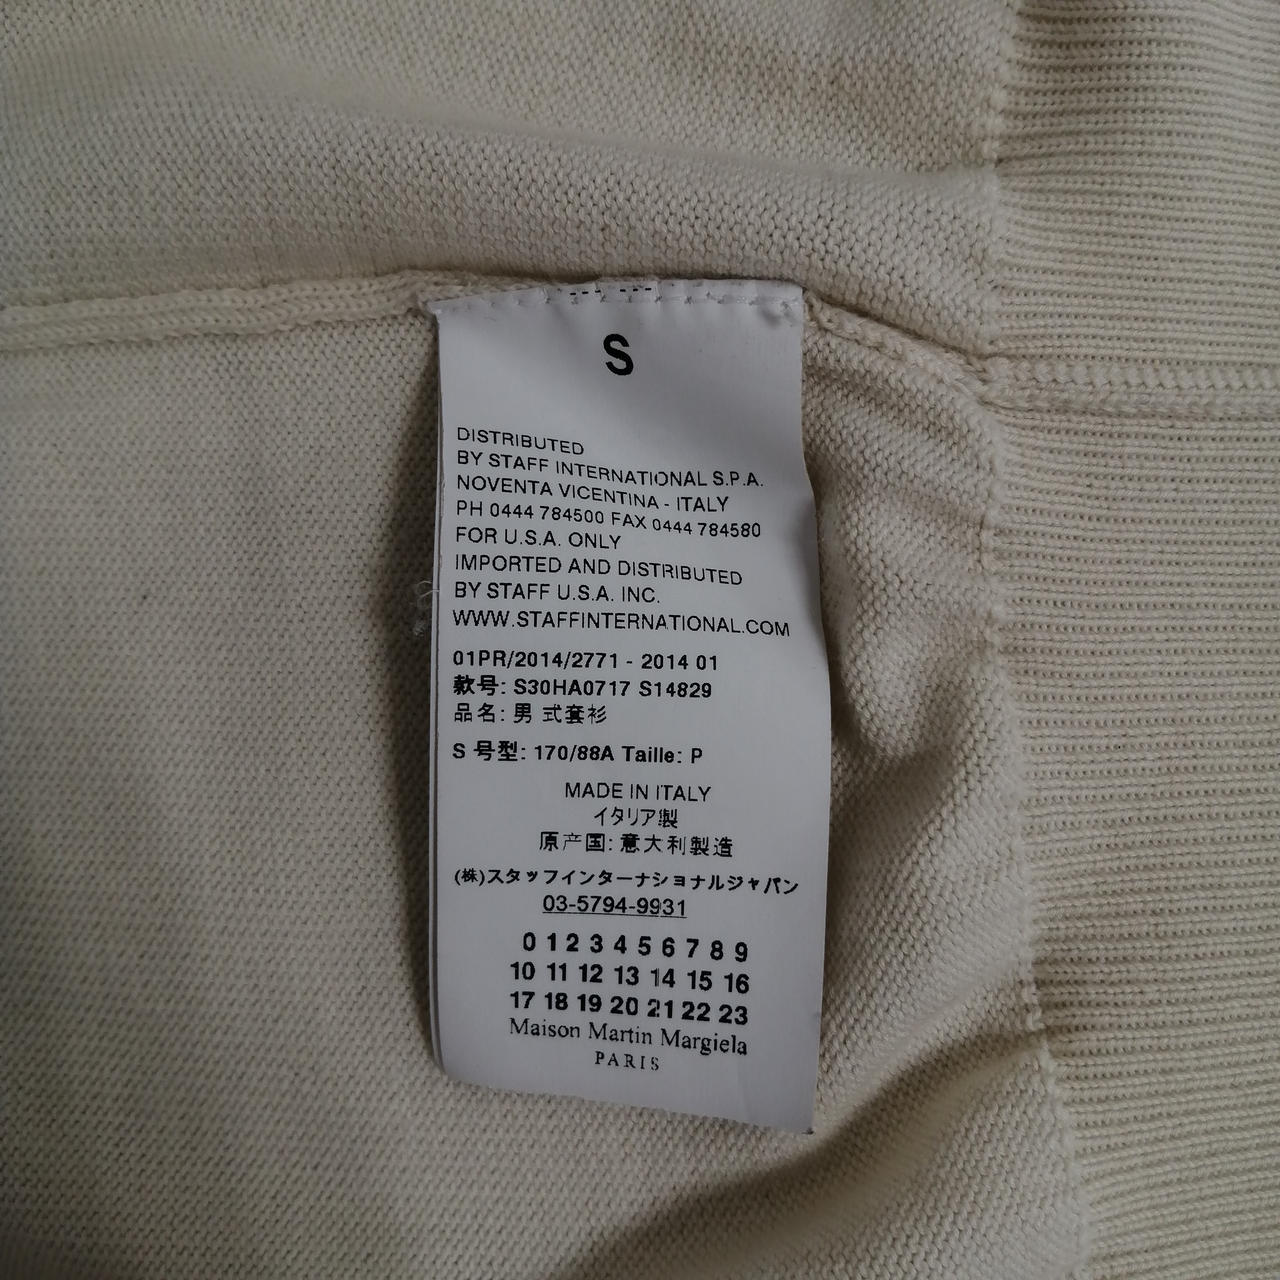 S
DISTRIBUTED
BY STAFF INTERNATIONAL S.P.A.
NOVENTA VICENTINA - ITALY
PH 0444 784500 FAX 0444 784580
FOR U.S.A. ONLY
IMPORTED AND DISTRIBUTED
BY STAFF U.S.A. INC.
WWW.STAFFINTERNATIONAL.COM
01PR/2014/2771 - 2014 01
款号: S30HA0717 S14829
品名: 男 式套衫
S 号型: 170/88A Taille: P
MADE IN ITALY
イタリア製
原产国: 意大利製造
(株)スタッフインターナショナルジャパン
03-5794-9931
0 1 2 3 4 5 6 7 8 9
10 11 12 13 14 15 16
17 18 19 20 21 22 23
Maison Martin Margiela
PARIS